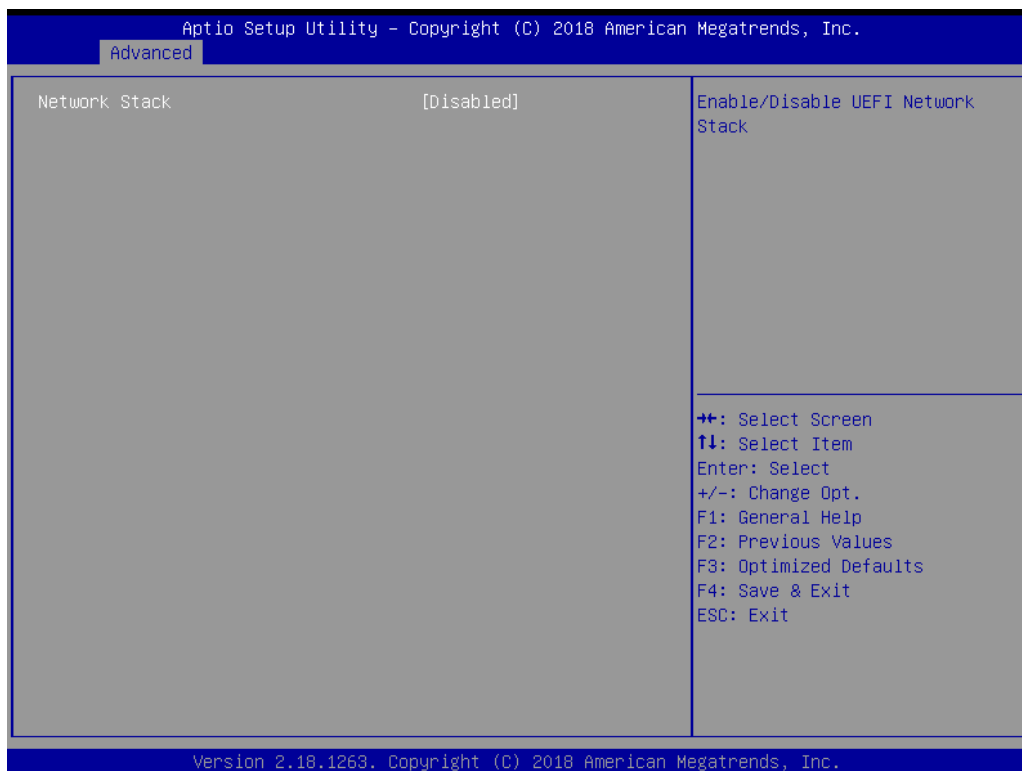 Aptio Setup Utility – Copyright (C) 2018 American Megatrends, Inc.
Advanced
Network Stack [Disabled]
Enable/Disable UEFI Network
Stack
→←: Select Screen
↑↓: Select Item
Enter: Select
+/-: Change Opt.
F1: General Help
F2: Previous Values
F3: Optimized Defaults
F4: Save & Exit
ESC: Exit
Version 2.18.1263. Copyright (C) 2018 American Megatrends, Inc.